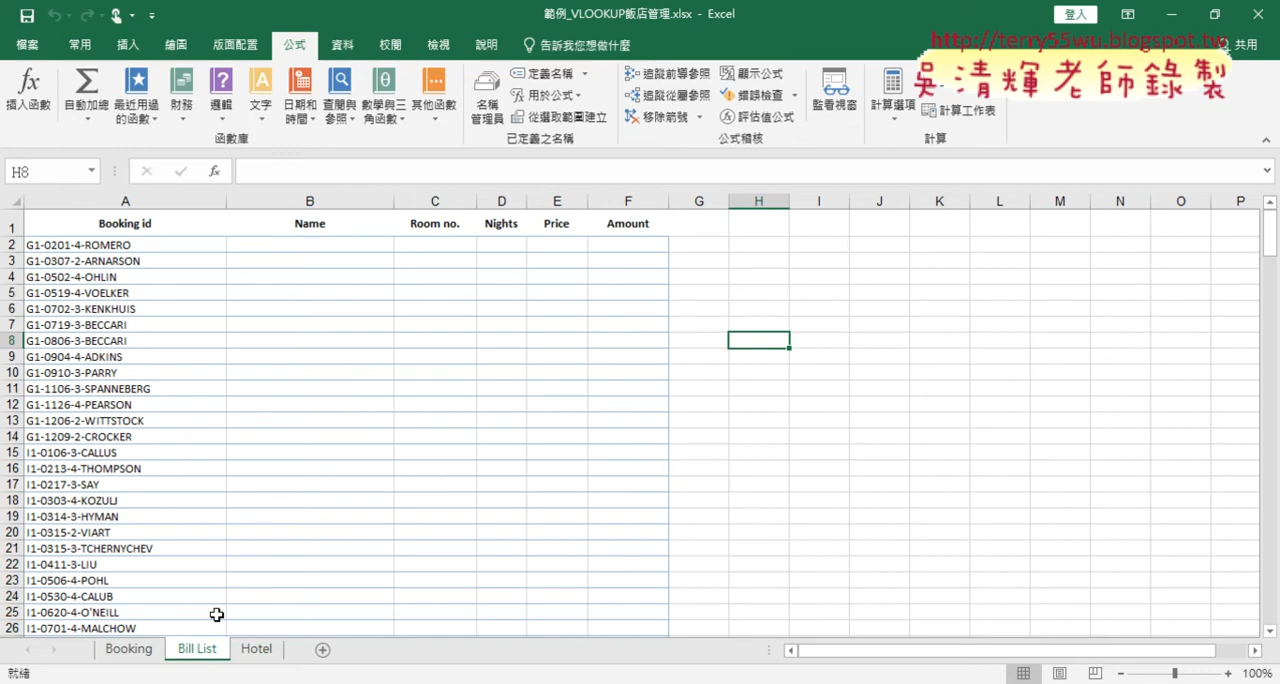 範例_VLOOKUP飯店管理.xlsx - Excel
登入
檔案 常用 插入 繪圖 版面配置 公式 資料 校閱 檢視 說明 告訴我您想做什麼 共用
http://terry55wu.blogspot.tw
吳清輝老師錄製
插入函數
自動加總
最近用過的函數
財務
邏輯
文字
日期和時間
查閱與參照
數學與三角函數
其他函數
函數庫
名稱管理員
定義名稱
用於公式
從選取範圍建立
已定義之名稱
追蹤前導參照
追蹤從屬參照
移除箭號
顯示公式
錯誤檢查
評估值公式
公式稽核
監看視窗
計算選項
計算工作表
計算
H8
fx
A B C D E F G H I J K L M N O P
1 Booking id Name Room no. Nights Price Amount
2 G1-0201-4-ROMERO
3 G1-0307-2-ARNARSON
4 G1-0502-4-OHLIN
5 G1-0519-4-VOELKER
6 G1-0702-3-KENKHUIS
7 G1-0719-3-BECCARI
8 G1-0806-3-BECCARI
9 G1-0904-4-ADKINS
10 G1-0910-3-PARRY
11 G1-1106-3-SPANNEBERG
12 G1-1126-4-PEARSON
13 G1-1206-2-WITTSTOCK
14 G1-1209-2-CROCKER
15 I1-0106-3-CALLUS
16 I1-0213-4-THOMPSON
17 I1-0217-3-SAY
18 I1-0303-4-KOZULJ
19 I1-0314-3-HYMAN
20 I1-0315-2-VIART
21 I1-0315-3-TCHERNYCHEV
22 I1-0411-3-LIU
23 I1-0506-4-POHL
24 I1-0530-4-CALUB
25 I1-0620-4-O'NEILL
26 I1-0701-4-MALCHOW
Booking Bill List Hotel
就緒
100%